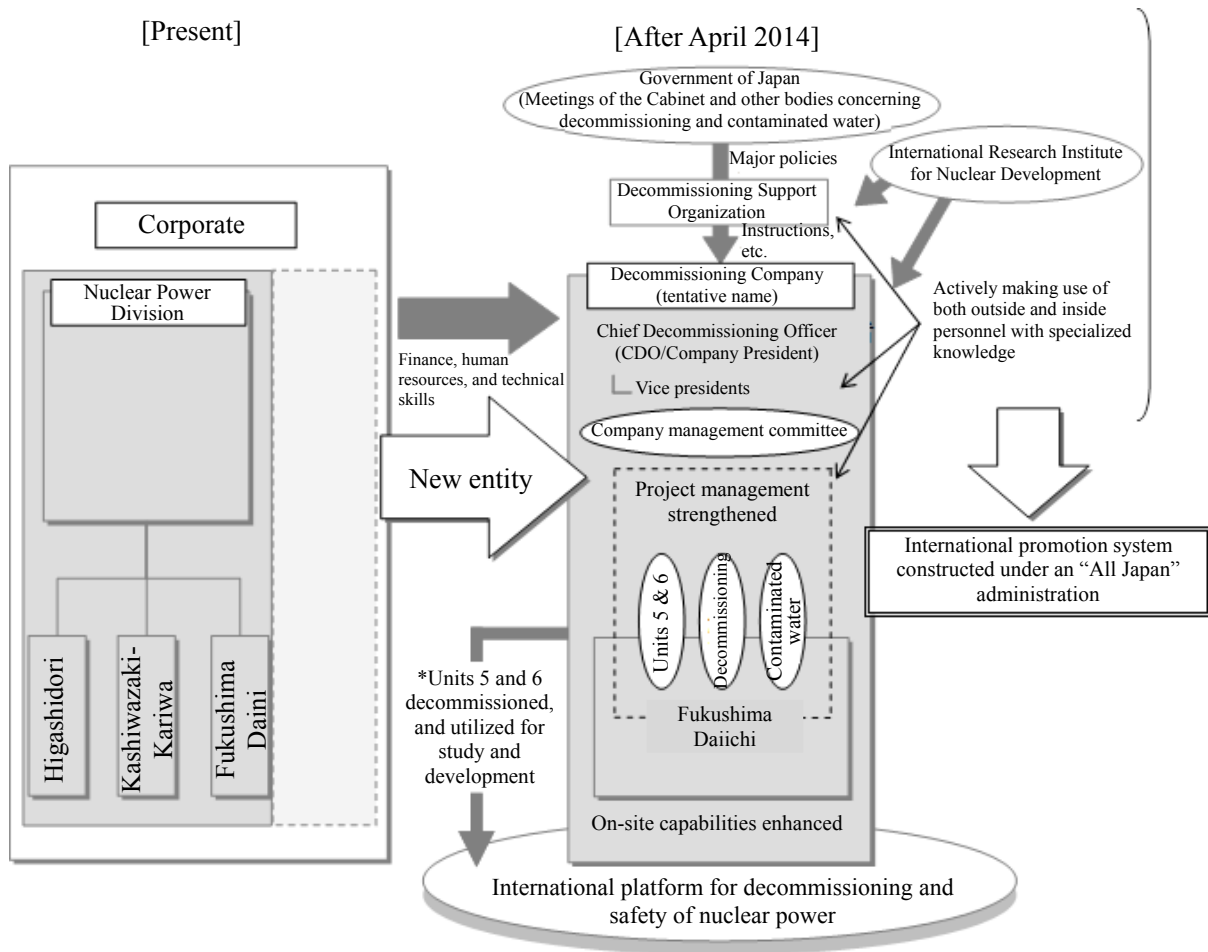 [Present]
[After April 2014]
Government of Japan
(Meetings of the Cabinet and other bodies concerning
decommissioning and contaminated water)
Major policies
International Research Institute
for Nuclear Development
Decommissioning Support
Organization
Instructions,
etc.
Corporate
Nuclear Power
Division
Higashidori
Kashiwazaki-
Kariwa
Fukushima
Daini
Finance, human
resources, and technical
skills
New entity
Decommissioning Company
(tentative name)
Chief Decommissioning Officer
(CDO/Company President)
Vice presidents
Company management committee
Project management
strengthened
Units 5 & 6
Decommissioning
Contaminated
water
Fukushima
Daiichi
On-site capabilities enhanced
Actively making use of
both outside and inside
personnel with specialized
knowledge
International promotion system
constructed under an “All Japan”
administration
*Units 5 and 6
decommissioned,
and utilized for
study and
development
International platform for decommissioning and
safety of nuclear power